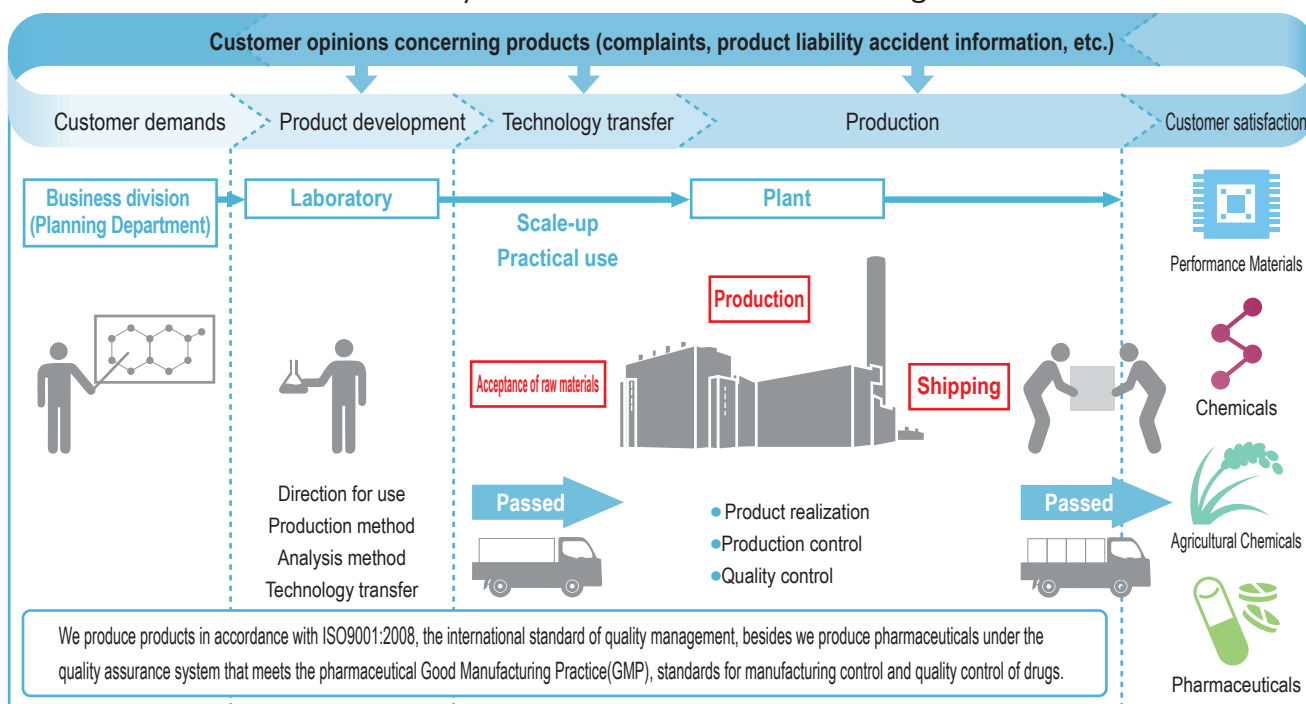 Customer opinions concerning products (complaints, product liability accident information, etc.)
Customer demands
Product development
Technology transfer
Production
Customer satisfaction
Business division
(Planning Department)
Laboratory
Plant
Scale-up
Practical use
Performance Materials
Production
Acceptance of raw materials
Shipping
Chemicals
Direction for use
Production method
Analysis method
Technology transfer
Passed
• Product realization
•Production control
•Quality control
Passed
Agricultural Chemicals
We produce products in accordance with ISO9001:2008, the international standard of quality management, besides we produce pharmaceuticals under the
quality assurance system that meets the pharmaceutical Good Manufacturing Practice(GMP), standards for manufacturing control and quality control of drugs.
Pharmaceuticals